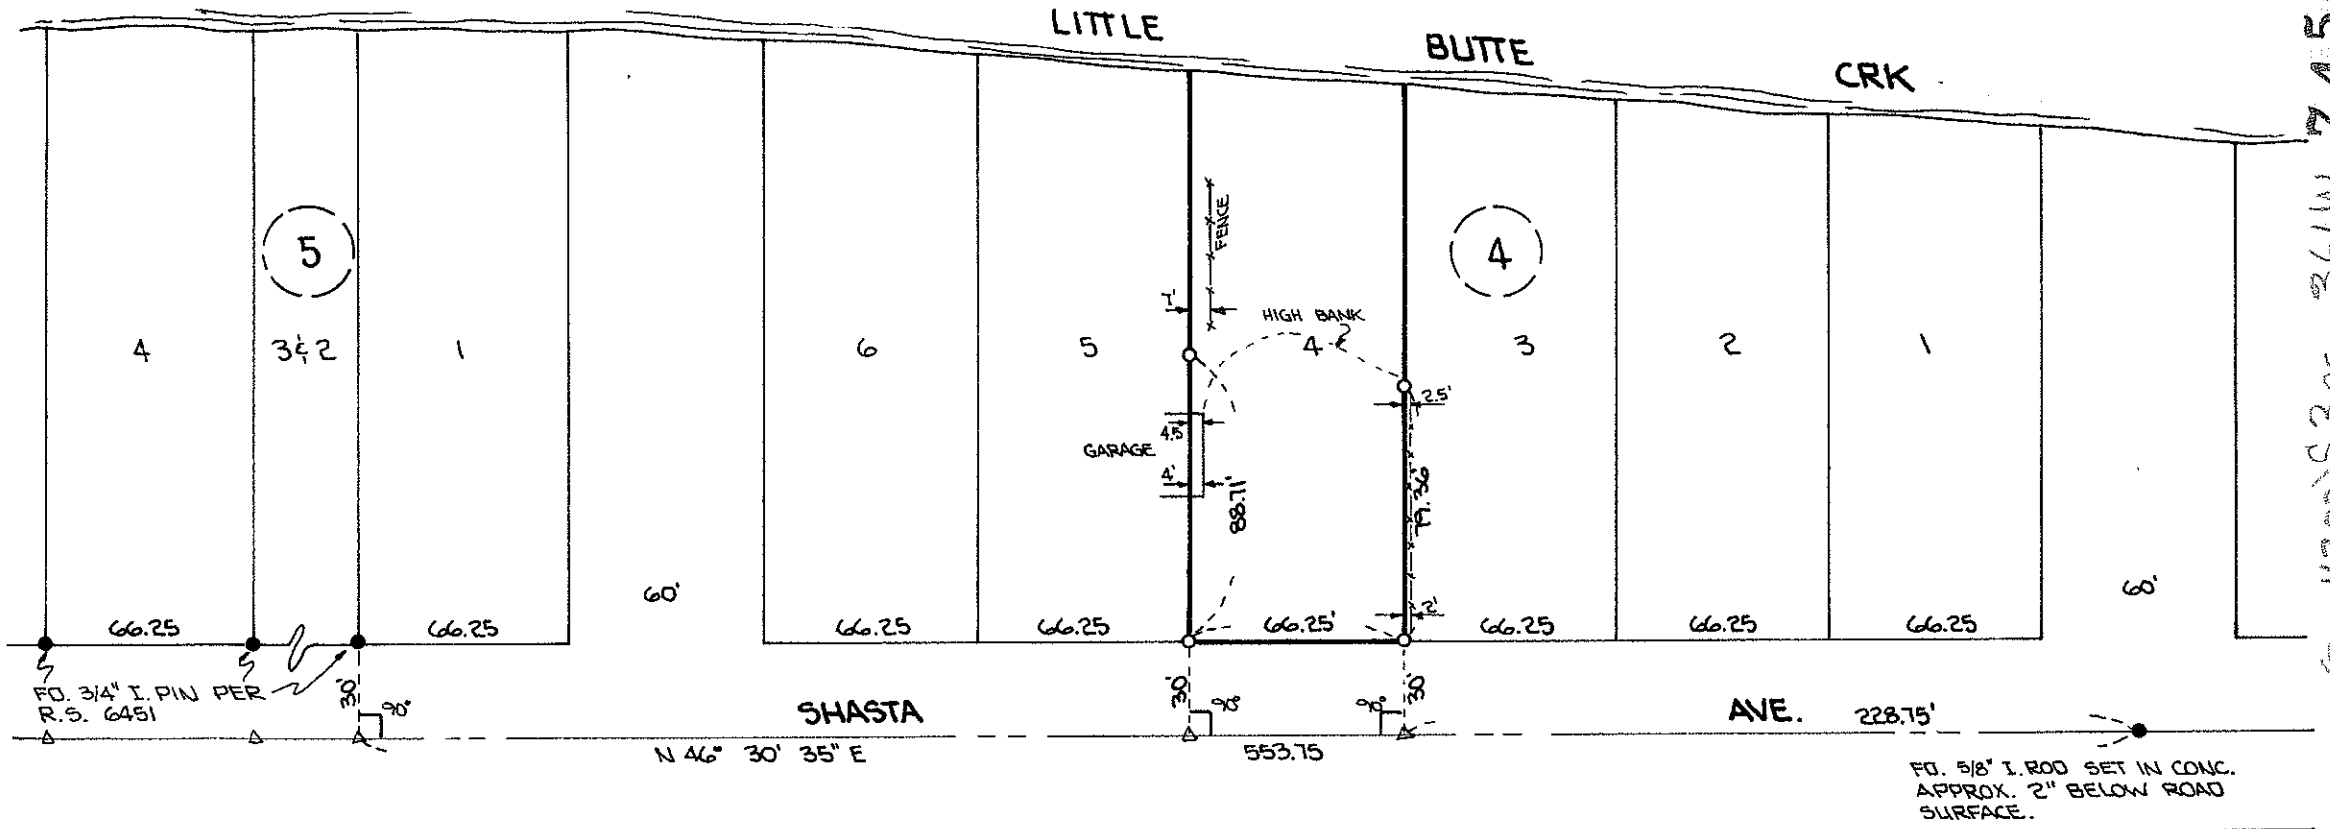 LITTLE BUTTE CRK
5
4
FENCE
1'
HIGH BANK
4
3 & 2
1
6
5
4
3
2
1
2.5'
4.5
GARAGE
4'
88.71'
79.36
60'
2'
60'
66.25
66.25
66.25
66.25
66.25'
66.25
66.25
66.25
FD. 3/4" I. PIN PER
R.S. 6451
30'
90°
30'
90°
90°
30'
SHASTA AVE.
228.75'
N 46° 30' 35" E
553.75
FD. 5/8" I. ROD SET IN CONC.
APPROX. 2" BELOW ROAD
SURFACE.